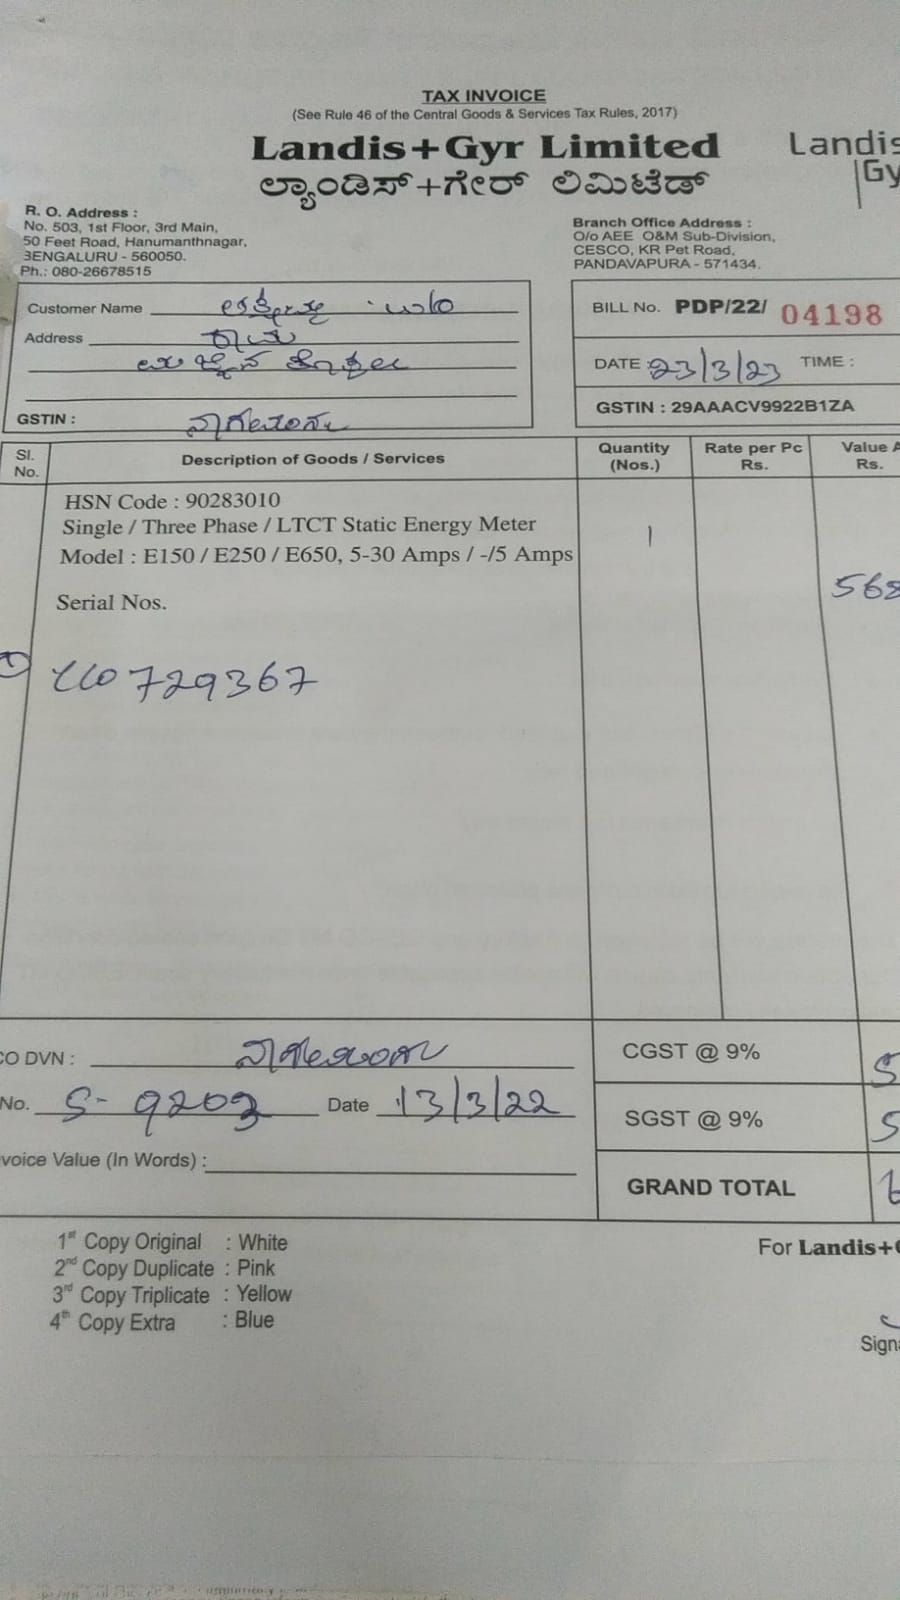 TAX INVOICE
(See Rule 46 of the Central Goods & Services Tax Rules, 2017)
Landis+Gyr Limited
ಲ್ಯಾಂಡಿಸ್+ಗೇರ್ ಲಿಮಿಟೆಡ್
Landis
Gy
R. O. Address :
No. 503, 1st Floor, 3rd Main,
50 Feet Road, Hanumanthnagar,
BENGALURU - 560050.
Ph.: 080-26678515
Branch Office Address :
O/o AEE O&M Sub-Division,
CESCO, KR Pet Road,
PANDAVAPURA - 571434.
Customer Name
Address
GSTIN :
BILL No. PDP/22/ 04198
DATE : 23/3/23 TIME :
GSTIN : 29AAACV9922B1ZA
Sl. No. Description of Goods / Services Quantity (Nos.) Rate per Pc Rs. Value A Rs.
HSN Code : 90283010
Single / Three Phase / LTCT Static Energy Meter 1
Model : E150 / E250 / E650, 5-30 Amps / -/5 Amps
568
Serial Nos.
729367
CO DVN :
No. S- 9203 Date 13/3/22
voice Value (In Words) :
CGST @ 9% 5
SGST @ 9% 5
GRAND TOTAL 6
1st Copy Original : White
2nd Copy Duplicate : Pink
3rd Copy Triplicate : Yellow
4th Copy Extra : Blue
For Landis+G
Signa